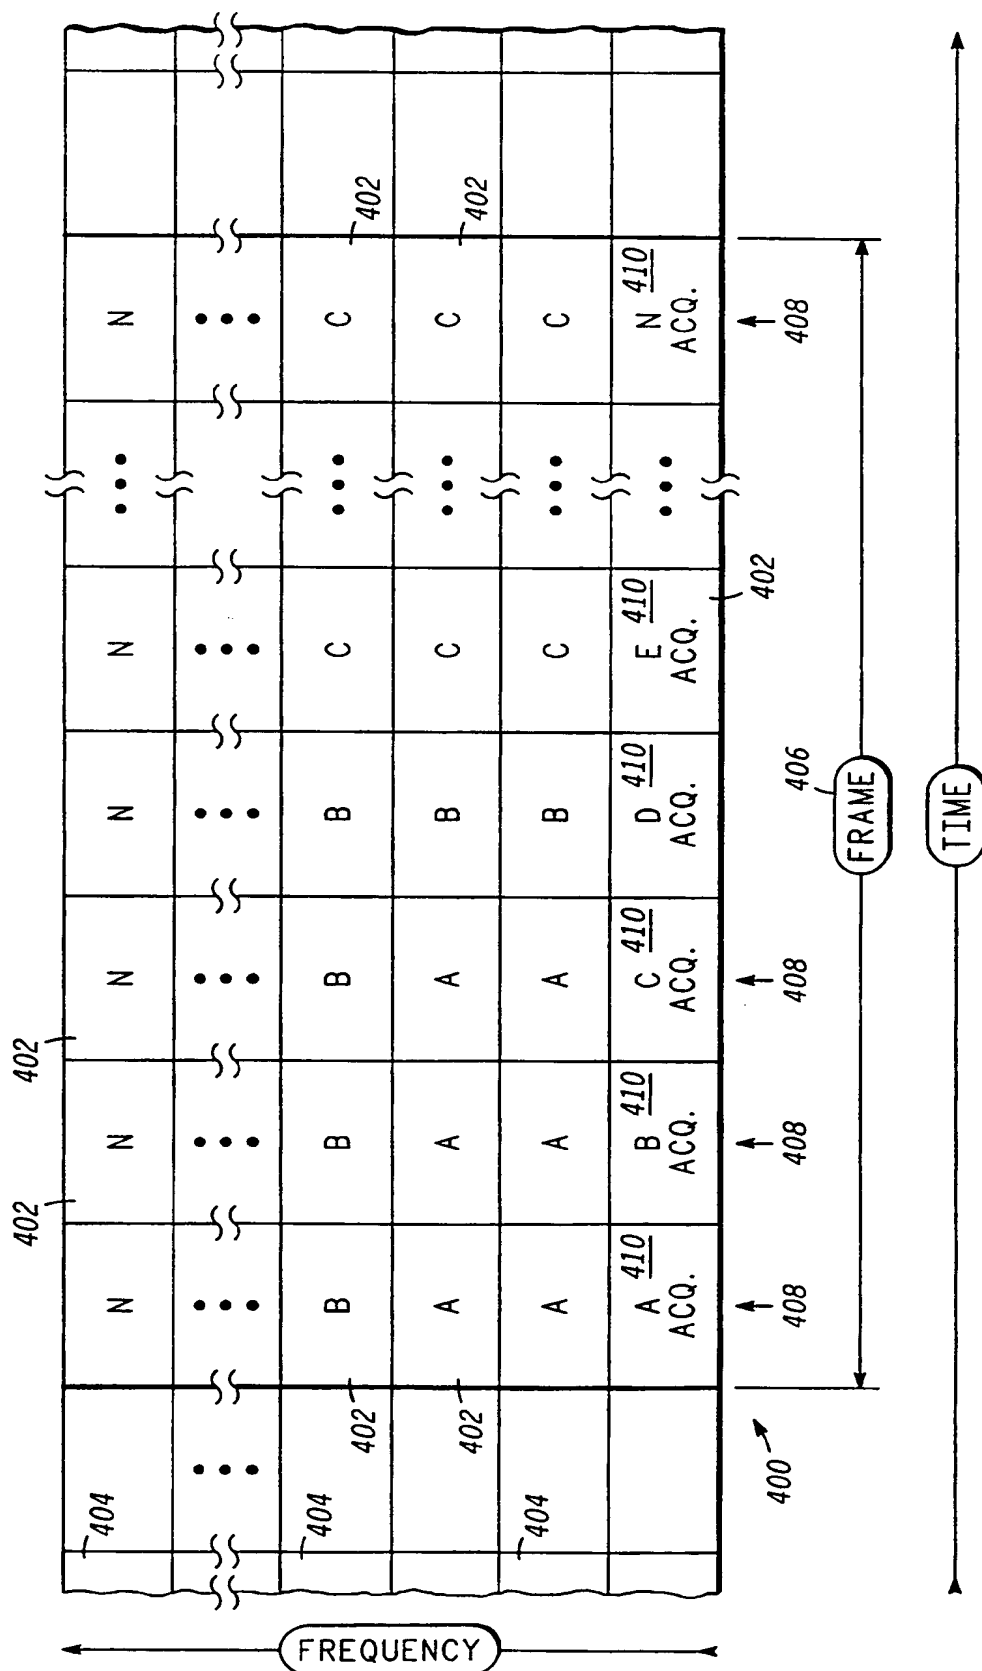 402 402
404 N N N N N ••• N
••• ••• ••• ••• ••• ••• •••
404 B B B B C ••• C
402 402
A A A B C ••• C
402 402
404 A A A B C ••• C
A 410 B 410 C 410 D 410 E 410 ••• N 410
ACQ. ACQ. ACQ. ACQ. ACQ. ACQ.
402
400 408 408 408 408
406
FRAME
TIME
FREQUENCY